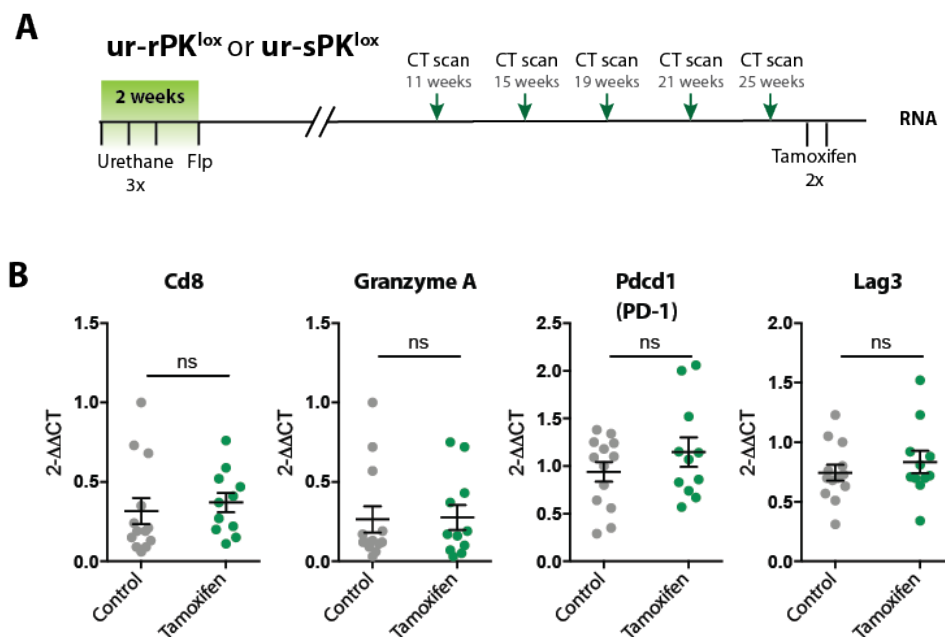 A
ur-rPKlox or ur-sPKlox
2 weeks
Urethane
3x
Flp
CT scan
11 weeks
CT scan
15 weeks
CT scan
19 weeks
CT scan
21 weeks
CT scan
25 weeks
Tamoxifen
2x
RNA
B
Cd8
2-ΔΔCT
1.5
1.0
0.5
0.0
ns
Control
Tamoxifen
Granzyme A
2-ΔΔCT
1.5
1.0
0.5
0.0
ns
Control
Tamoxifen
Pdcd1
(PD-1)
2-ΔΔCT
2.5
2.0
1.5
1.0
0.5
0.0
ns
Control
Tamoxifen
Lag3
2-ΔΔCT
2.0
1.5
1.0
0.5
0.0
ns
Control
Tamoxifen